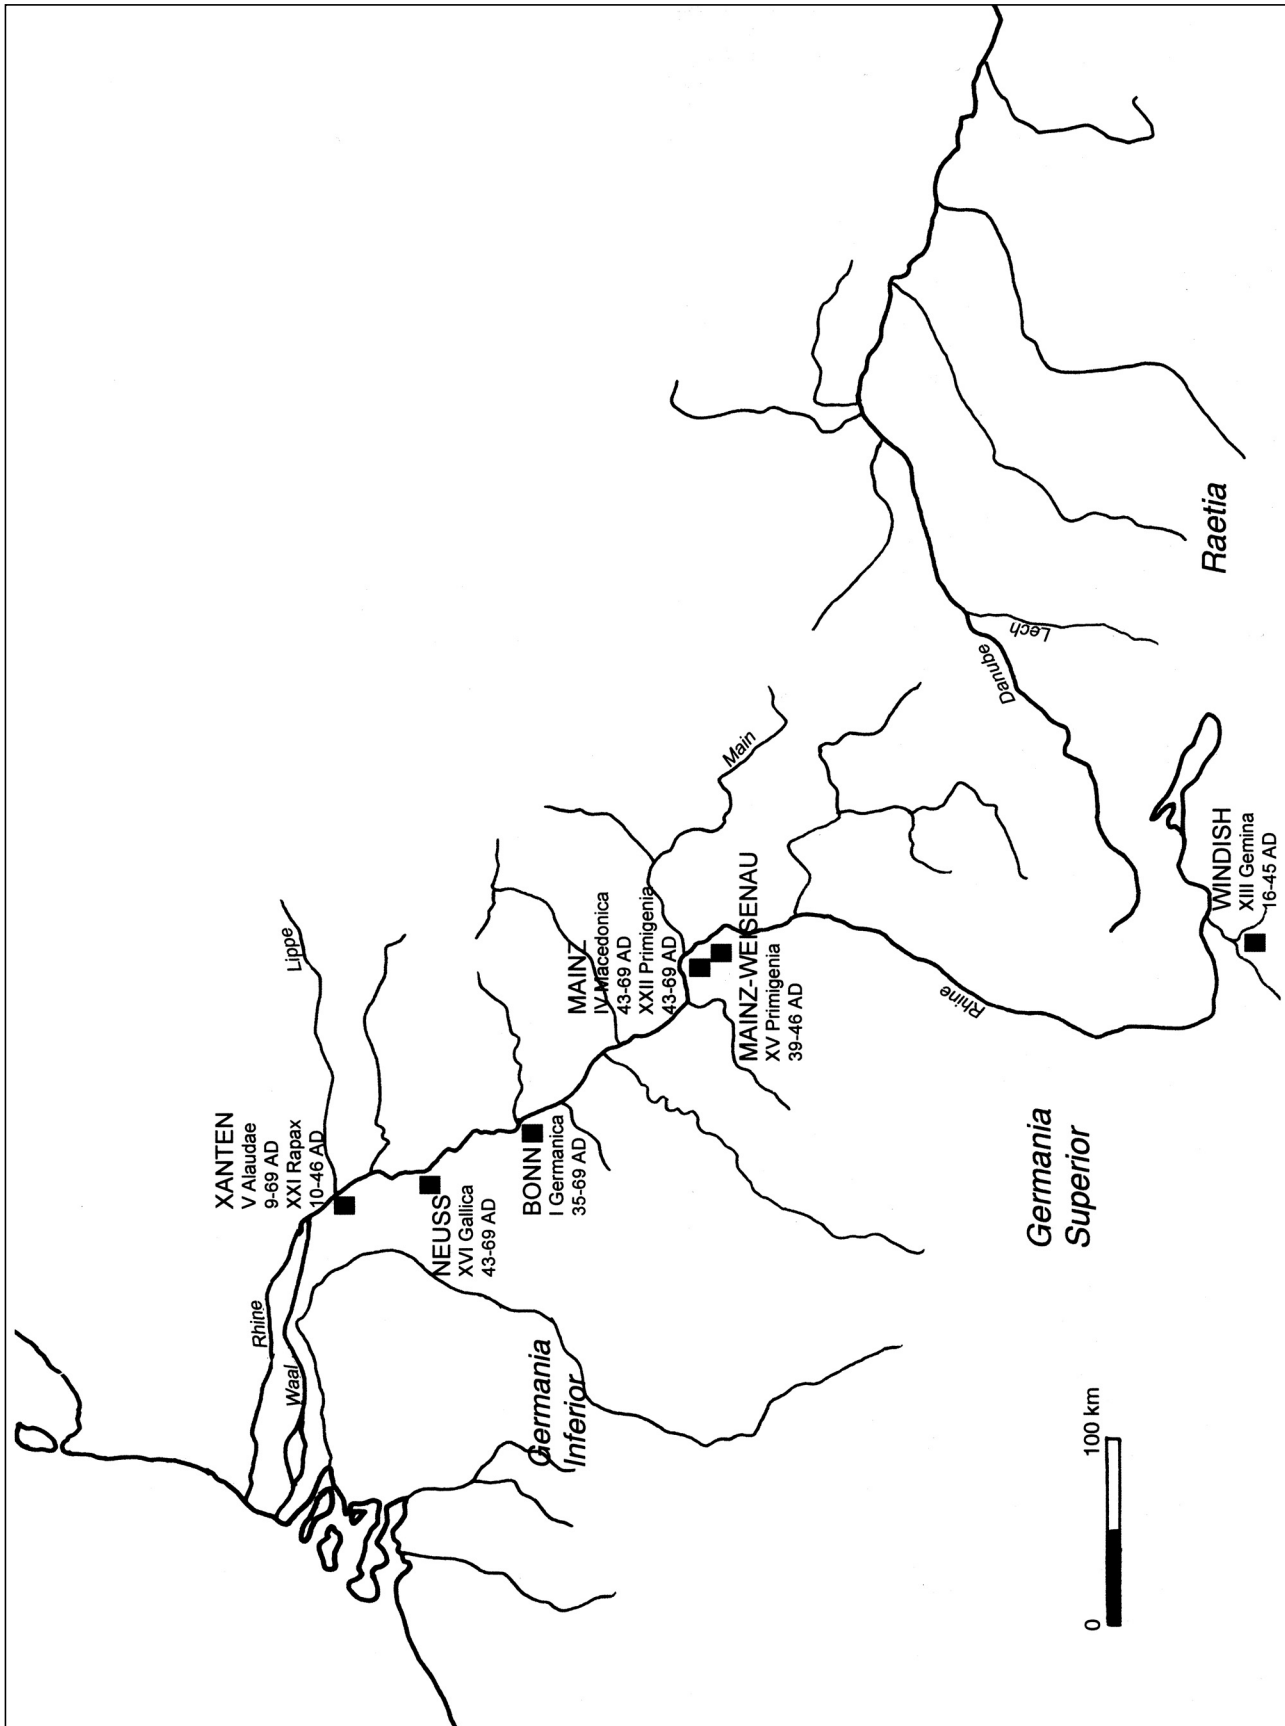 Rhine
Waal
Germania
Inferior
XANTEN
V Alaudae
9-69 AD
XXI Rapax
10-46 AD
Lippe
NEUSS
XVI Gallica
43-69 AD
BONN
I Germanica
35-69 AD
MAINZ
IV Macedonica
43-69 AD
XXII Primigenia
43-69 AD
MAINZ-WEISENAU
XV Primigenia
39-46 AD
Main
Rhine
Germania
Superior
Danube
Lech
Raetia
WINDISH
XIII Gemina
16-45 AD
0
100 km